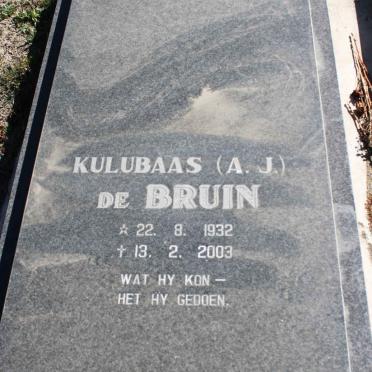 KULUBAAS (A. J.)
DE BRUIN
☆ 22. 8. 1932
† 13. 2. 2003
WAT HY KON —
HET HY GEDOEN.